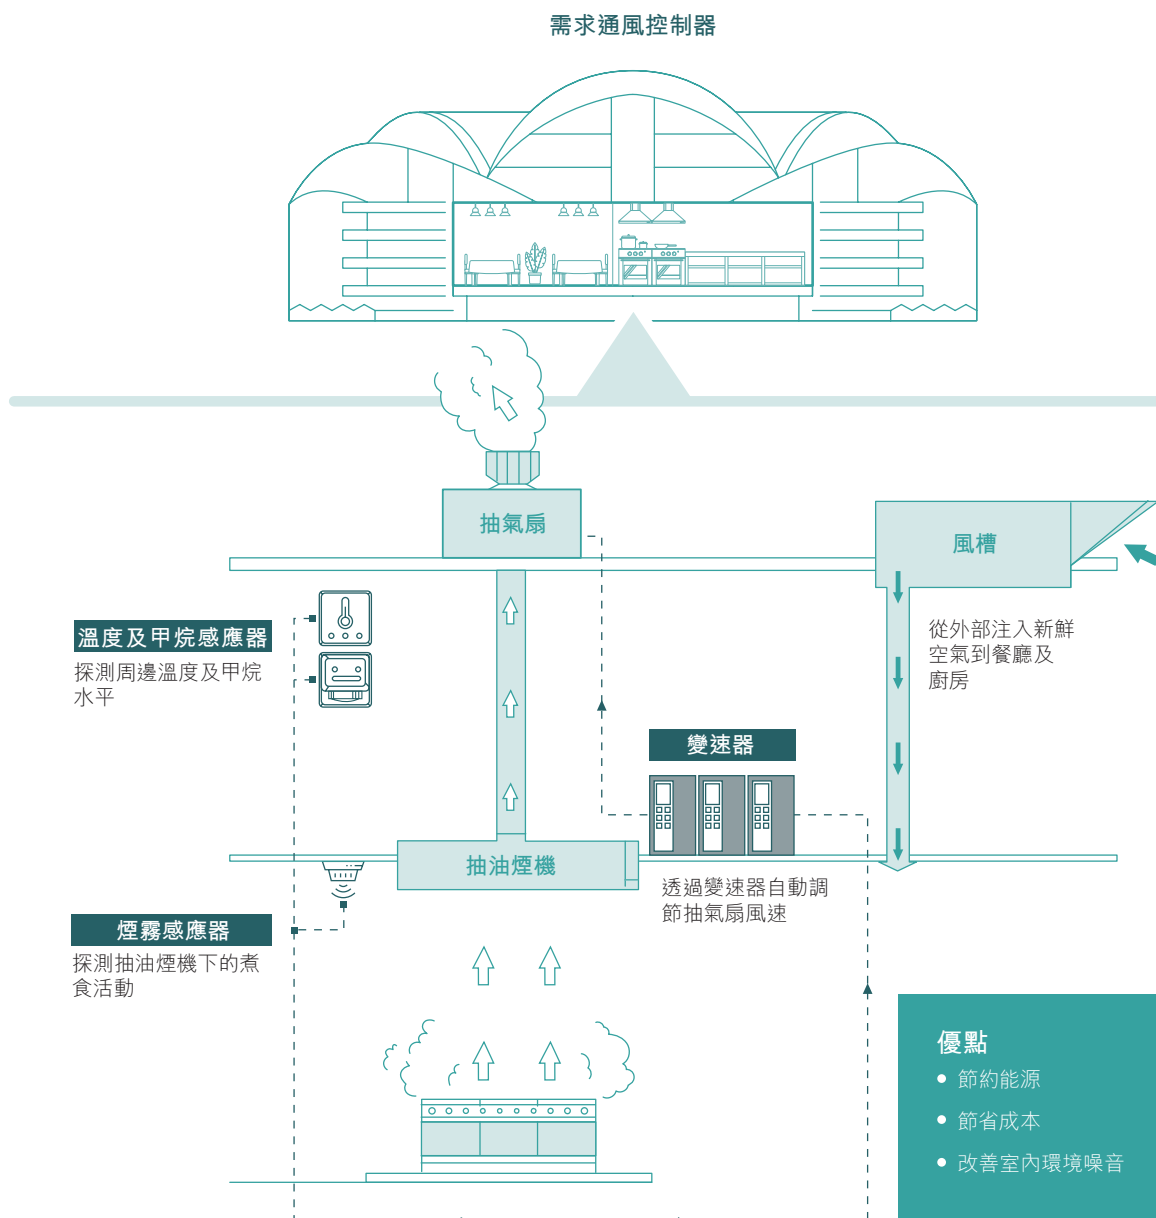 需求通風控制器
抽氣扇
風槽
溫度及甲烷感應器
探測周邊溫度及甲烷
水平
從外部注入新鮮
空氣到餐廳及
廚房
變速器
抽油煙機
透過變速器自動調
節抽氣扇風速
煙霧感應器
探測抽油煙機下的煮
食活動
優點
• 節約能源
• 節省成本
• 改善室內環境噪音